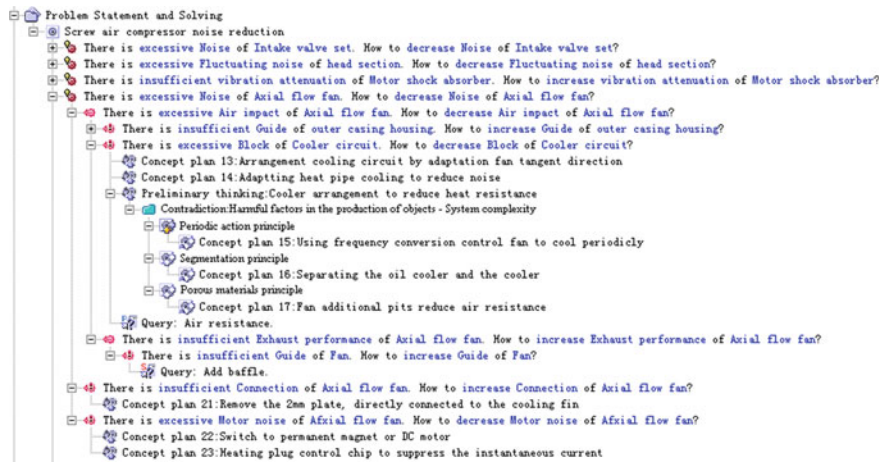 Problem Statement and Solving
Screw air compressor noise reduction
There is excessive Noise of Intake valve set. How to decrease Noise of Intake valve set?
There is excessive Fluctuating noise of head section. How to decrease Fluctuating noise of head section?
There is insufficient vibration attenuation of Motor shock absorber. How to increase vibration attenuation of Motor shock absorber?
There is excessive Noise of Axial flow fan. How to decrease Noise of Axial flow fan?
There is excessive Air impact of Axial flow fan. How to decrease Air impact of Axial flow fan?
There is insufficient Guide of outer casing housing. How to increase Guide of outer casing housing?
There is excessive Block of Cooler circuit. How to decrease Block of Cooler circuit?
Concept plan 13:Arrangement cooling circuit by adaptation fan tangent direction
Concept plan 14:Adaptting heat pipe cooling to reduce noise
Preliminary thinking:Cooler arrangement to reduce heat resistance
Contradiction:Harmful factors in the production of objects - System complexity
Periodic action principle
Concept plan 15:Using frequency conversion control fan to cool periodicly
Segmentation principle
Concept plan 16:Separating the oil cooler and the cooler
Porous materials principle
Concept plan 17:Fan additional pits reduce air resistance
Query: Air resistance.
There is insufficient Exhaust performance of Axial flow fan. How to increase Exhaust performance of Axial flow fan?
There is insufficient Guide of Fan. How to increase Guide of Fan?
Query: Add baffle.
There is insufficient Connection of Axial flow fan. How to increase Connection of Axial flow fan?
Concept plan 21:Remove the 2mm plate, directly connected to the cooling fin
There is excessive Motor noise of Afxial flow fan. How to decrease Motor noise of Afxial flow fan?
Concept plan 22:Switch to permanent magnet or DC motor
Concept plan 23:Heating plug control chip to suppress the instantaneous current